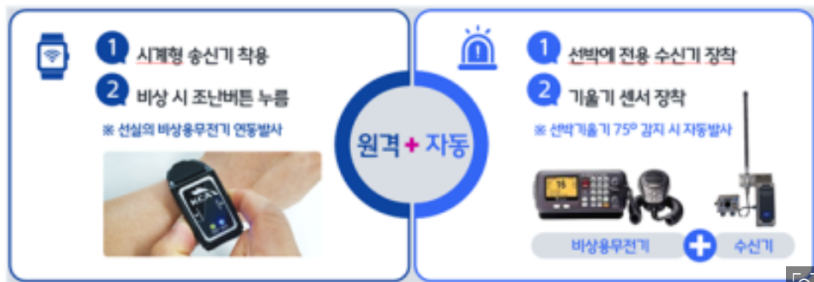 1 시계형 송신기 착용
2 비상 시 조난버튼 누름
※ 선실의 비상용무전기 연동발사
원격 + 자동
1 선박에 전용 수신기 장착
2 기울기 센서 장착
※ 선박기울기 75º 감지 시 자동발사
비상용무전기 + 수신기